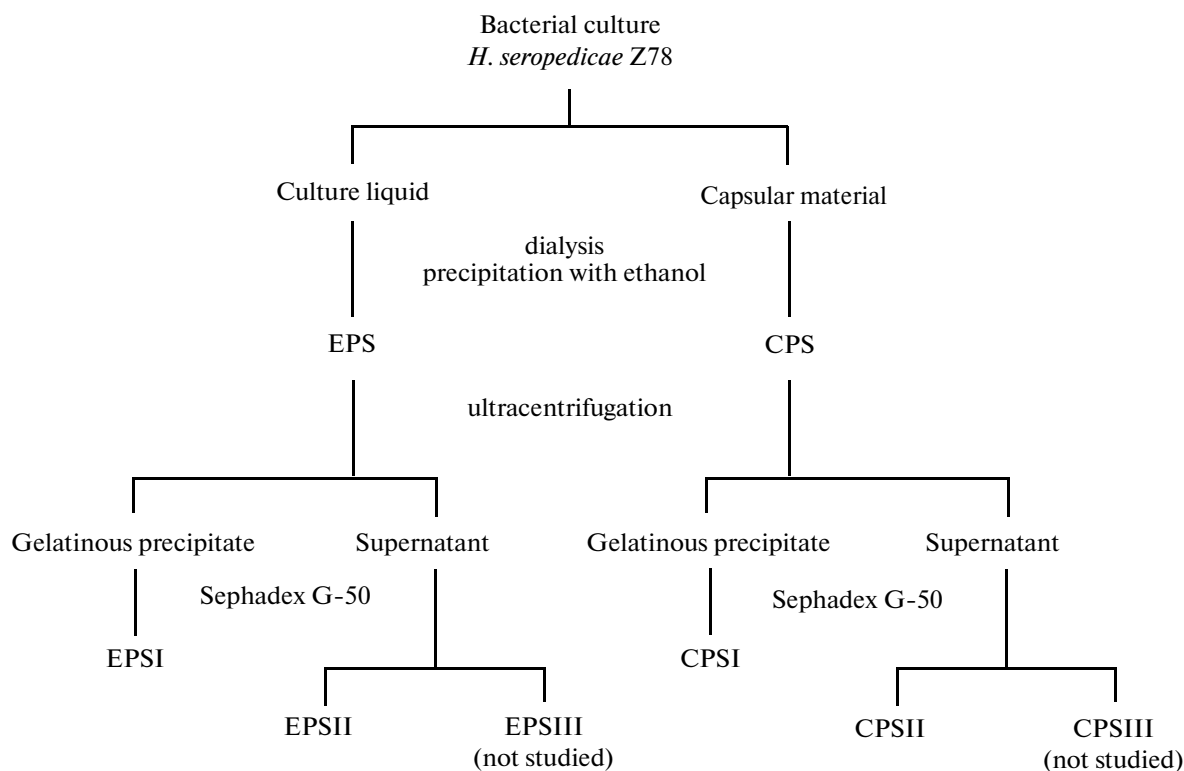 Bacterial culture
H. seropedicae Z78
Culture liquid
Capsular material
dialysis
precipitation with ethanol
EPS
CPS
ultracentrifugation
Gelatinous precipitate
Supernatant
Gelatinous precipitate
Supernatant
Sephadex G-50
Sephadex G-50
EPSI
CPSI
EPSII
EPSIII
(not studied)
CPSII
CPSIII
(not studied)